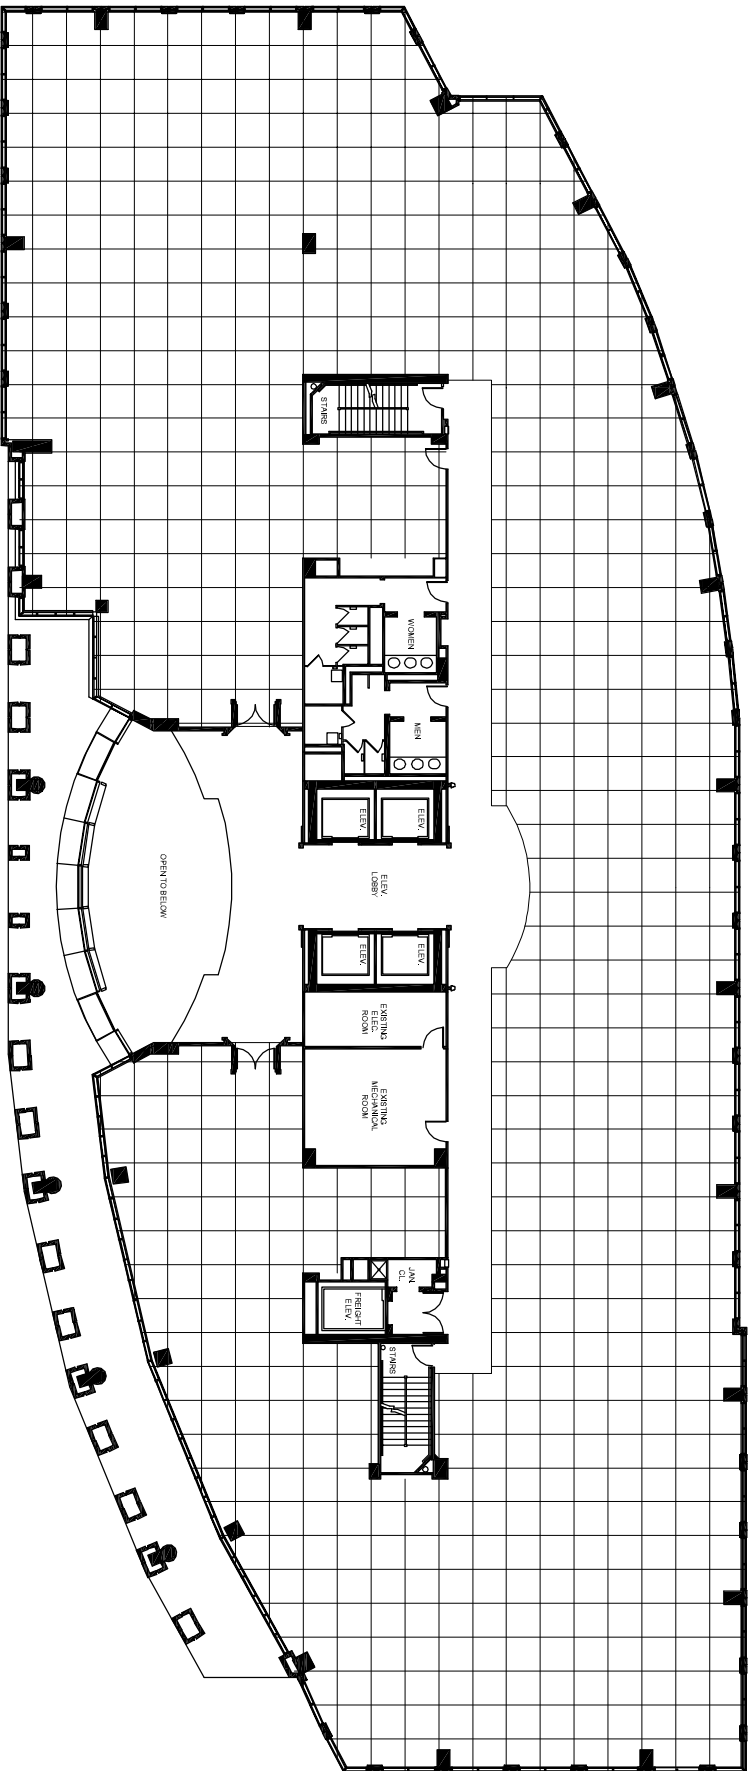 STAIRS
WOMEN
MEN
ELEV.
ELEV.
OPEN TO BELOW
ELEV.
LOBBY
ELEV.
ELEV.
EXISTING
ELEC.
ROOM
EXISTING
MECHANICAL
ROOM
JAN.
CL.
FREIGHT
ELEV.
STAIRS